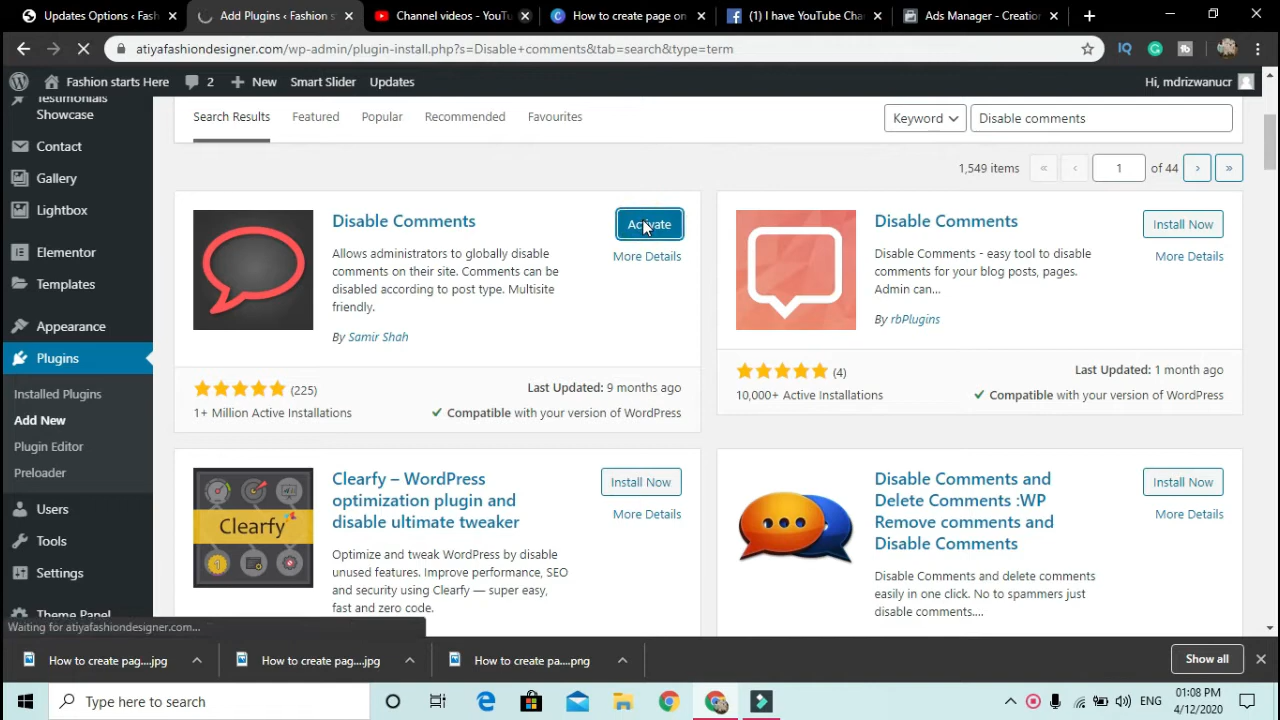 Updates Options ‹ Fash
Add Plugins ‹ Fashion s
Channel videos - YouTu
How to create page on
(1) I have YouTube Cha
Ads Manager - Creation
atiyafashiondesigner.com/wp-admin/plugin-install.php?s=Disable+comments&tab=search&type=term
IQ
Fashion starts Here
2
New
Smart Slider
Updates
Hi, mdrizwanucr
Testimonials
Showcase
Contact
Gallery
Lightbox
Elementor
Templates
Appearance
Plugins
Installed Plugins
Add New
Plugin Editor
Preloader
Users
Tools
Settings
Theme Panel
Search Results
Featured
Popular
Recommended
Favourites
Keyword
Disable comments
1,549 items
«
‹
1
of 44
›
»
Disable Comments
Activate
More Details
Allows administrators to globally disable
comments on their site. Comments can be
disabled according to post type. Multisite
friendly.
By Samir Shah
(225)
Last Updated: 9 months ago
1+ Million Active Installations
Compatible with your version of WordPress
Disable Comments
Install Now
More Details
Disable Comments - easy tool to disable
comments for your blog posts, pages.
Admin can...
By rbPlugins
(4)
Last Updated: 1 month ago
10,000+ Active Installations
Compatible with your version of WordPress
Clearfy
Clearfy – WordPress
optimization plugin and
disable ultimate tweaker
Install Now
More Details
Optimize and tweak WordPress by disable
unused features. Improve performance, SEO
and security using Clearfy — super easy,
fast and zero code.
Disable Comments and
Delete Comments :WP
Remove comments and
Disable Comments
Install Now
More Details
Disable Comments and delete comments
easily in one click. No to spammers just
disable comments....
Waiting for atiyafashiondesigner.com...
How to create pag....jpg
How to create pag....jpg
How to create pa....png
Show all
Type here to search
ENG
01:08 PM
4/12/2020